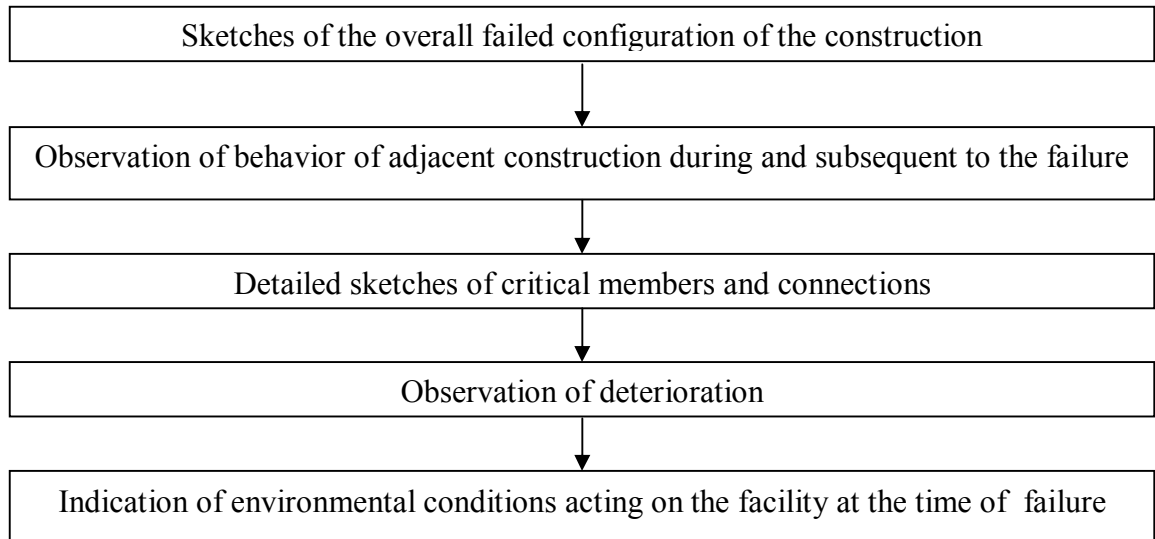 Sketches of the overall failed configuration of the construction
Observation of behavior of adjacent construction during and subsequent to the failure
Detailed sketches of critical members and connections
Observation of deterioration
Indication of environmental conditions acting on the facility at the time of failure